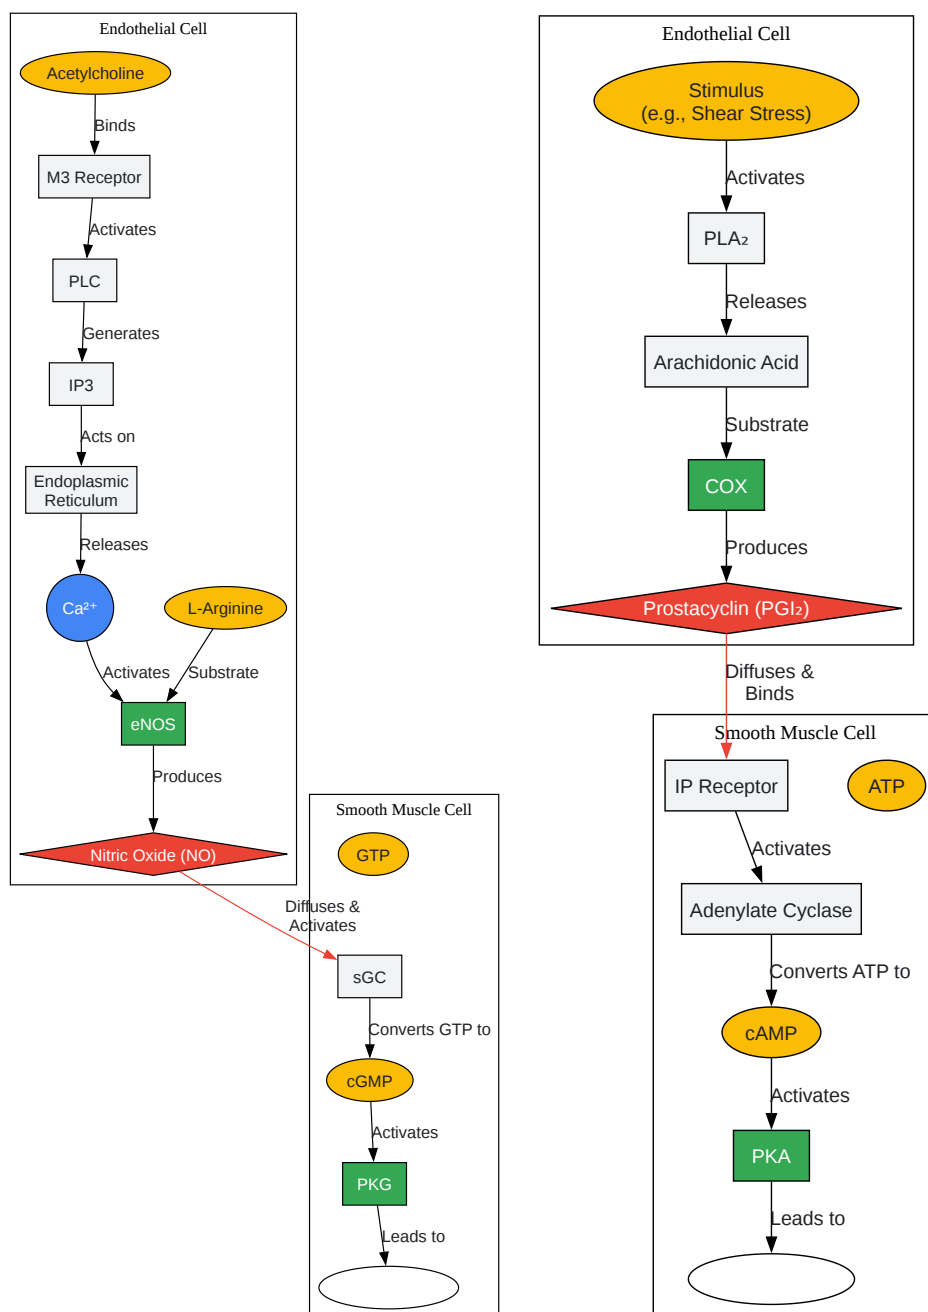 Endothelial Cell
Acetylcholine
Binds
M3 Receptor
Activates
PLC
Generates
IP3
Acts on
Endoplasmic
Reticulum
Releases
Ca²⁺
L-Arginine
Activates
Substrate
eNOS
Produces
Nitric Oxide (NO)
Diffuses &
Activates
Smooth Muscle Cell
GTP
sGC
Converts GTP to
cGMP
Activates
PKG
Leads to
Endothelial Cell
Stimulus
(e.g., Shear Stress)
Activates
PLA₂
Releases
Arachidonic Acid
Substrate
COX
Produces
Prostacyclin (PGI₂)
Diffuses &
Binds
Smooth Muscle Cell
IP Receptor
ATP
Activates
Adenylate Cyclase
Converts ATP to
cAMP
Activates
PKA
Leads to